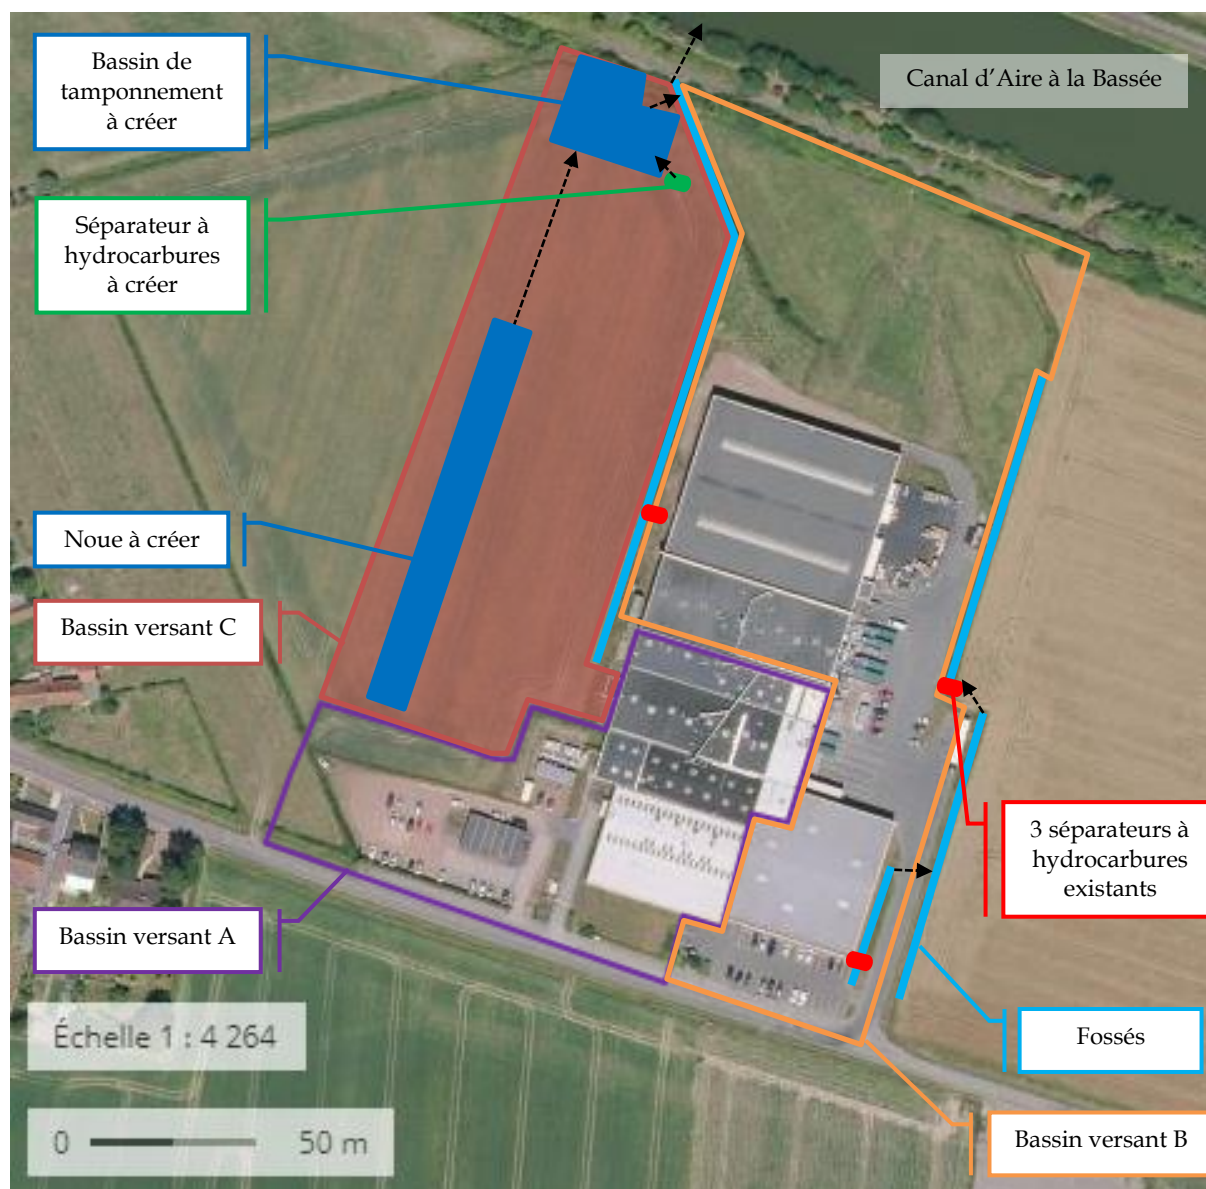 Bassin de
tamponnement
à créer
Canal d'Aire à la Bassée
Séparateur à
hydrocarbures
à créer
Noue à créer
Bassin versant C
3 séparateurs à
hydrocarbures
existants
Bassin versant A
Échelle 1 : 4 264
Fossés
0 50 m
Bassin versant B